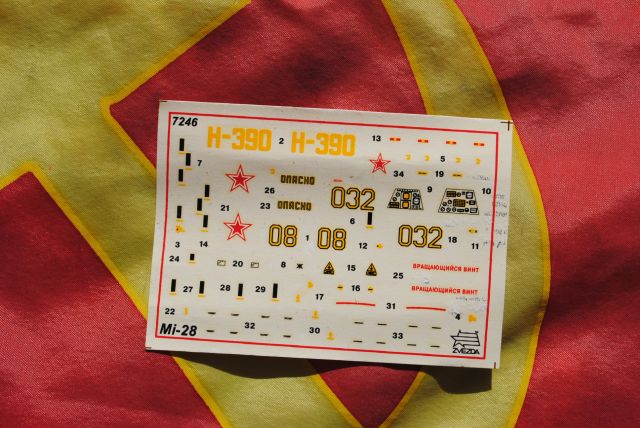 7246
H-390 2 H-390 13
7 34 5 19
26 ОПАСНО 9 10
032
21 23 ОПАСНО
6
08 1 08 12 032 18 11
3 14
24 20 8 Ж 15 25 ВРАЩАЮЩИЙСЯ ВИНТ
27 28 29 16 ВРАЩАЮЩИЙСЯ ВИНТ
17 31
22 4
32 30 33
Mi-28 ZVEZDA